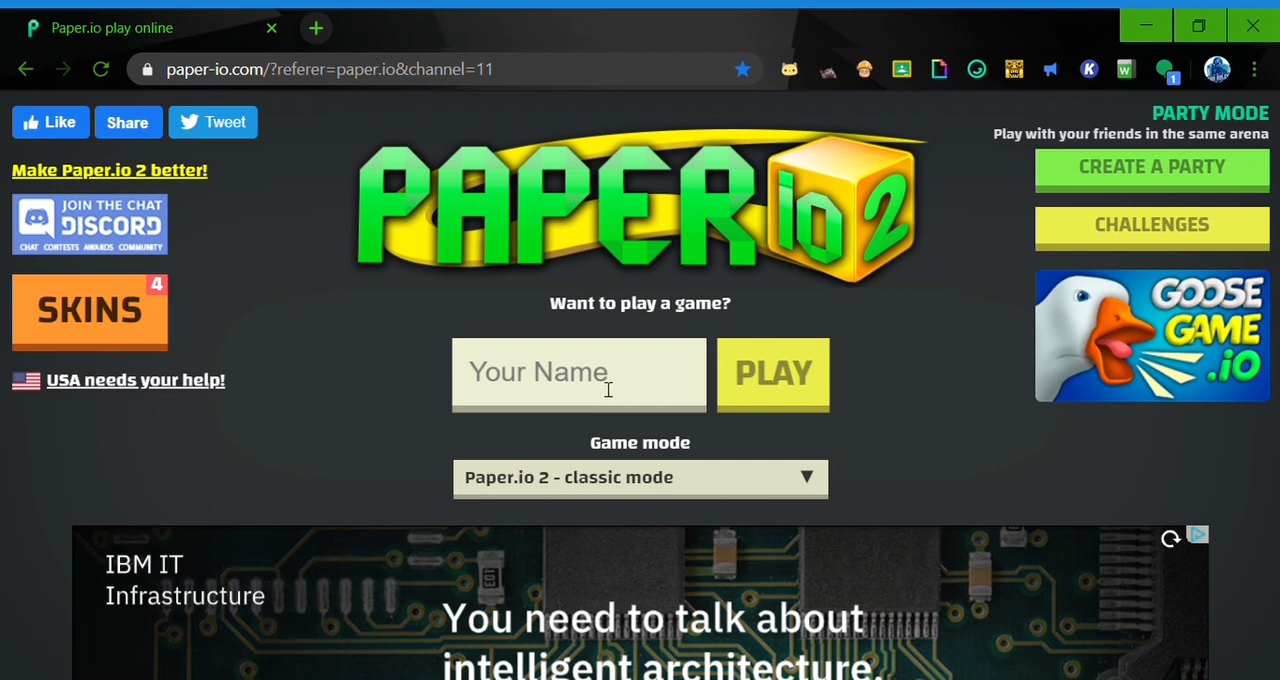 Paper.io play online
paper-io.com/?referer=paper.io&channel=11
K
W
1
Like
Share
Tweet
Make Paper.io 2 better!
JOIN THE CHAT
DISCORD
CHAT CONTESTS AWARDS COMMUNITY
SKINS
4
USA needs your help!
PAPER io 2
Want to play a game?
Your Name
PLAY
Game mode
Paper.io 2 - classic mode
PARTY MODE
Play with your friends in the same arena
CREATE A PARTY
CHALLENGES
GOOSE
GAME
.IO
IBM IT
Infrastructure
You need to talk about
intelligent architecture.